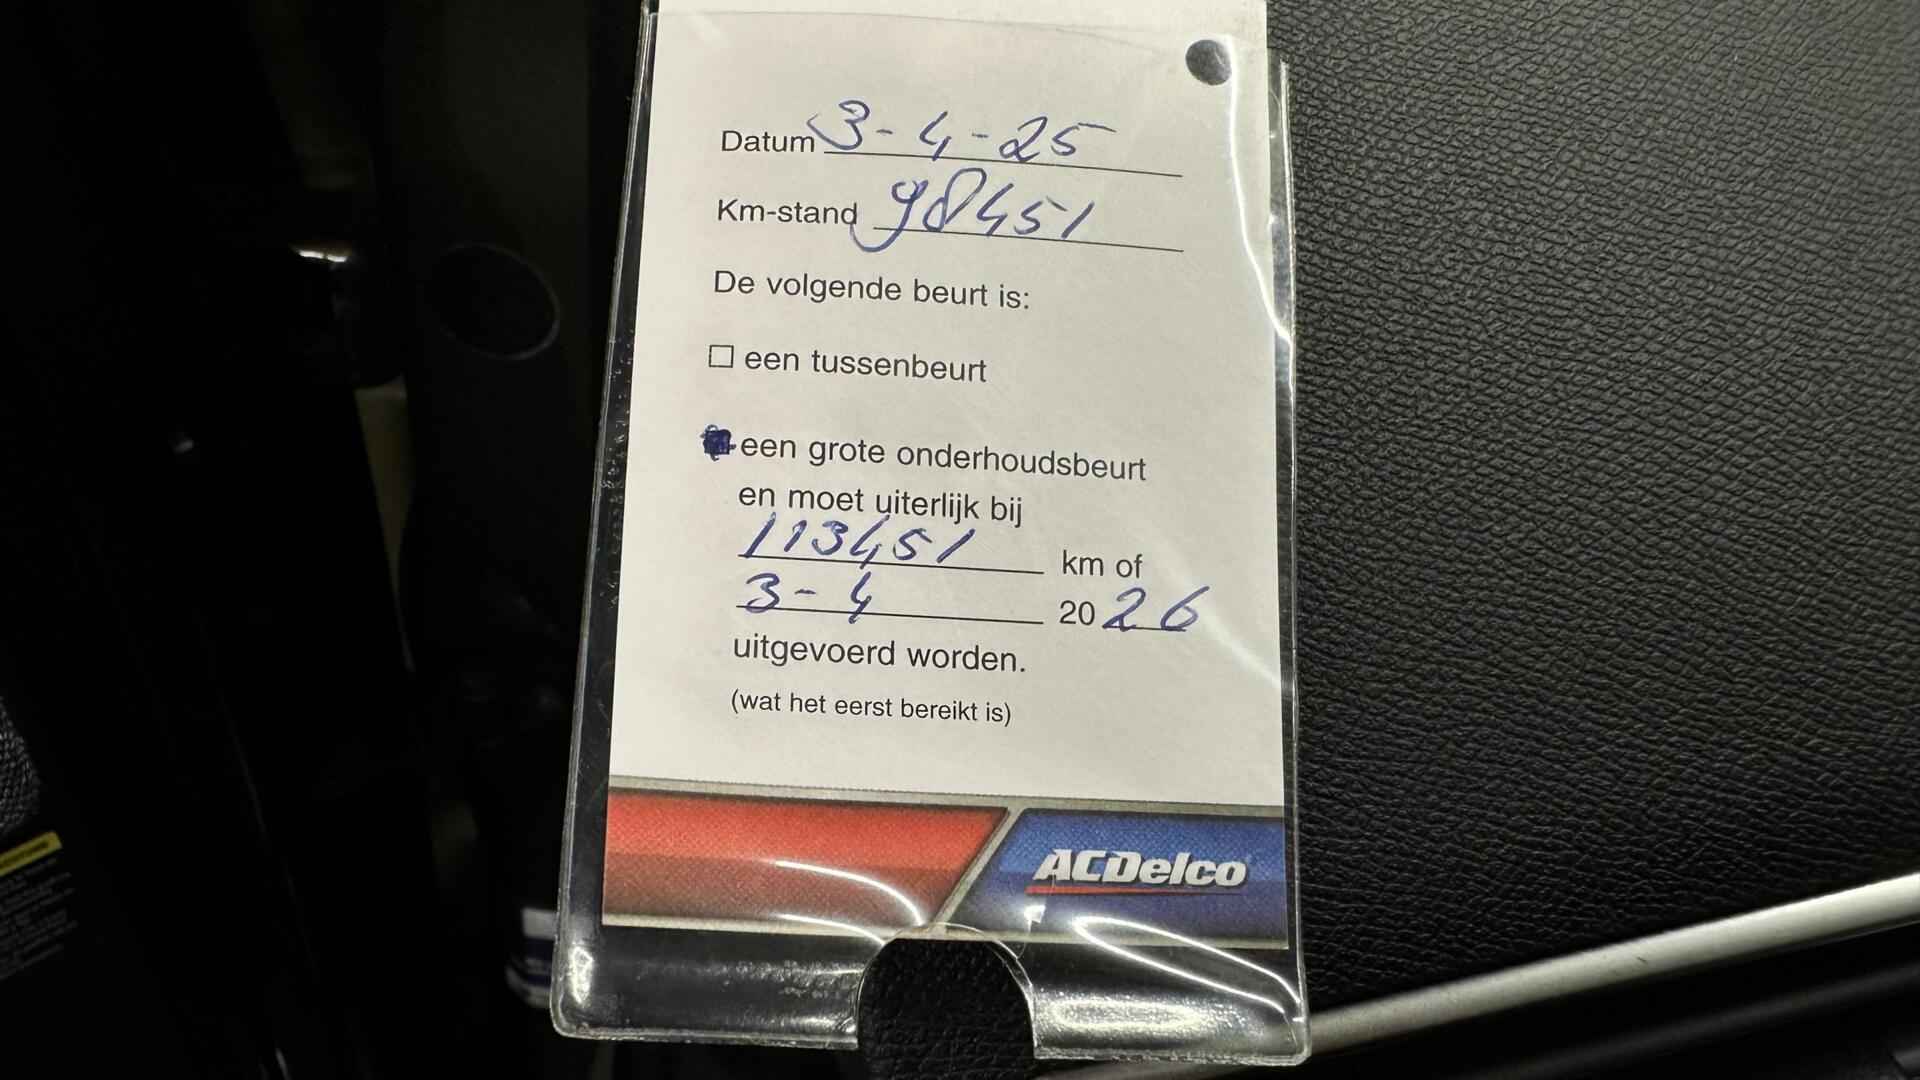 Datum 3-4-25
Km-stand 98451
De volgende beurt is:
een tussenbeurt
een grote onderhoudsbeurt
en moet uiterlijk bij
113451 km of
3-4 2026
uitgevoerd worden.
(wat het eerst bereikt is)
ACDelco